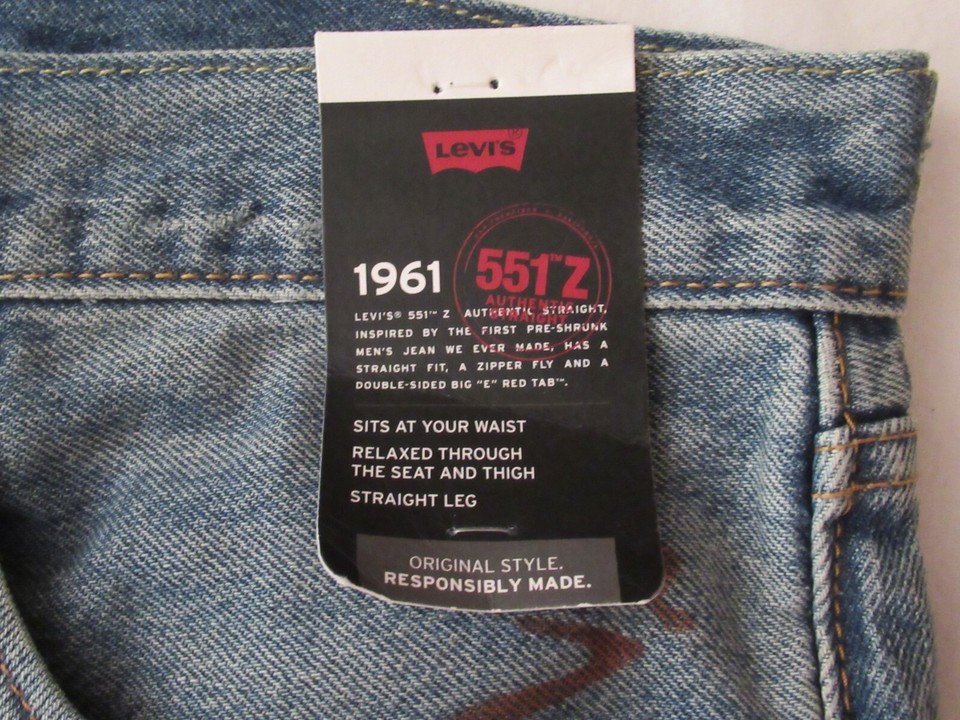 Levi's®
1961
551™ Z
AUTHENTIC
STRAIGHT
LEVI'S® 551™ Z AUTHENTIC STRAIGHT,
INSPIRED BY THE FIRST PRE-SHRUNK
MEN'S JEAN WE EVER MADE, HAS A
STRAIGHT FIT, A ZIPPER FLY AND A
DOUBLE-SIDED BIG "E" RED TAB™.
SITS AT YOUR WAIST
RELAXED THROUGH
THE SEAT AND THIGH
STRAIGHT LEG
ORIGINAL STYLE.
RESPONSIBLY MADE.